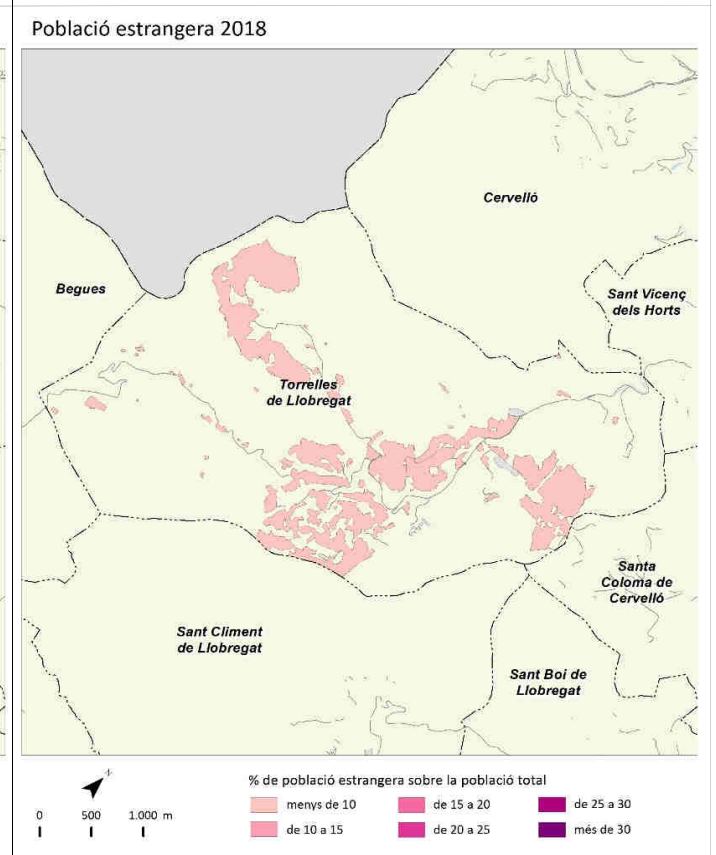 Població estrangera 2018
Cervelló
Begues
Sant Vicenç
dels Horts
Torrelles
de Llobregat
Santa
Coloma de
Cervelló
Sant Climent
de Llobregat
Sant Boi de
Llobregat
N
% de població estrangera sobre la població total
menys de 10
de 15 a 20
de 25 a 30
0 500 1.000 m
de 10 a 15
de 20 a 25
més de 30